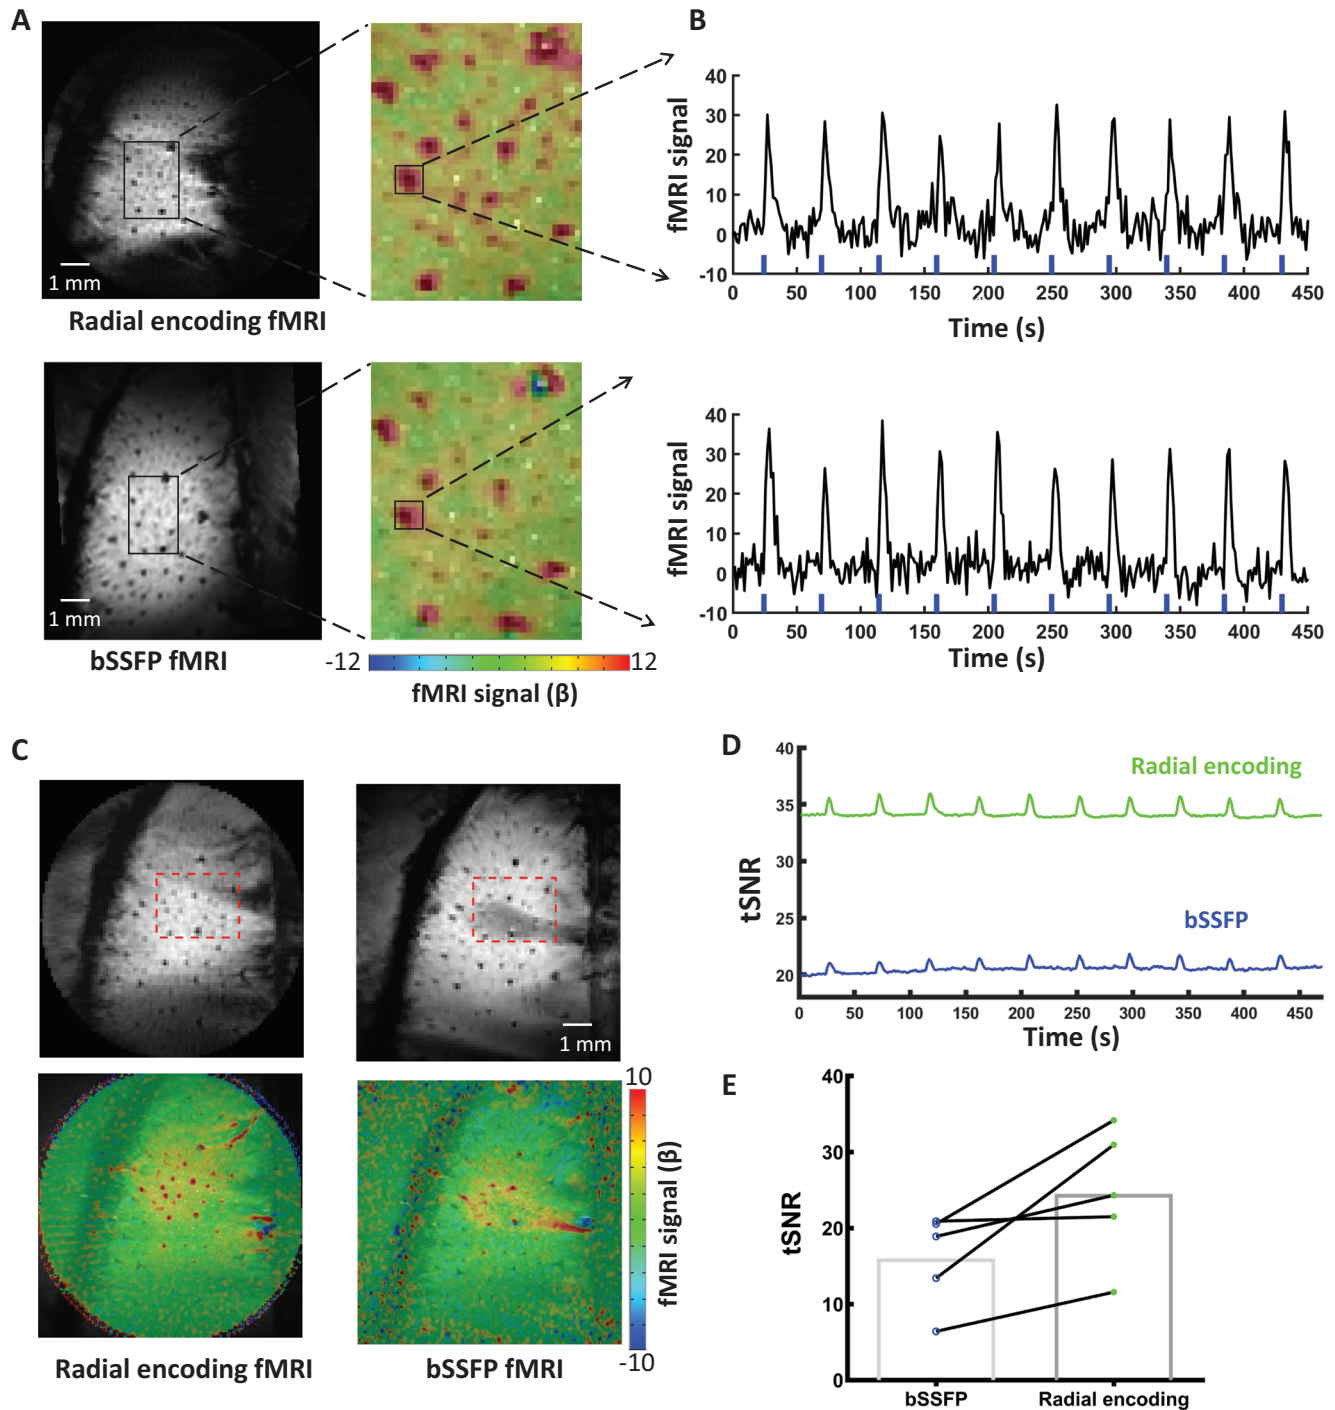 A
B
1 mm
Radial encoding fMRI
fMRI signal
40
30
20
10
0
-10
0 50 100 150 200 250 300 350 400 450
Time (s)
1 mm
bSSFP fMRI
-12 12
fMRI signal (β)
fMRI signal
40
30
20
10
0
-10
0 50 100 150 200 250 300 350 400 450
Time (s)
C
1 mm
10
fMRI signal (β)
-10
Radial encoding fMRI
bSSFP fMRI
D
tSNR
40
35
30
25
20
Radial encoding
bSSFP
0 50 100 150 200 250 300 350 400 450
Time (s)
E
tSNR
40
30
20
10
0
bSSFP Radial encoding